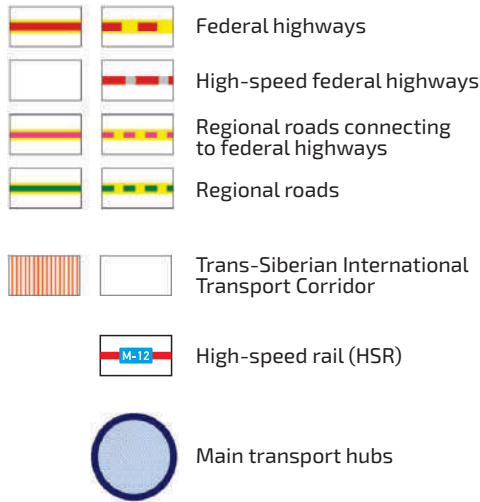 Federal highways
High-speed federal highways
Regional roads connecting
to federal highways
Regional roads
Trans-Siberian International
Transport Corridor
M-12
High-speed rail (HSR)
Main transport hubs